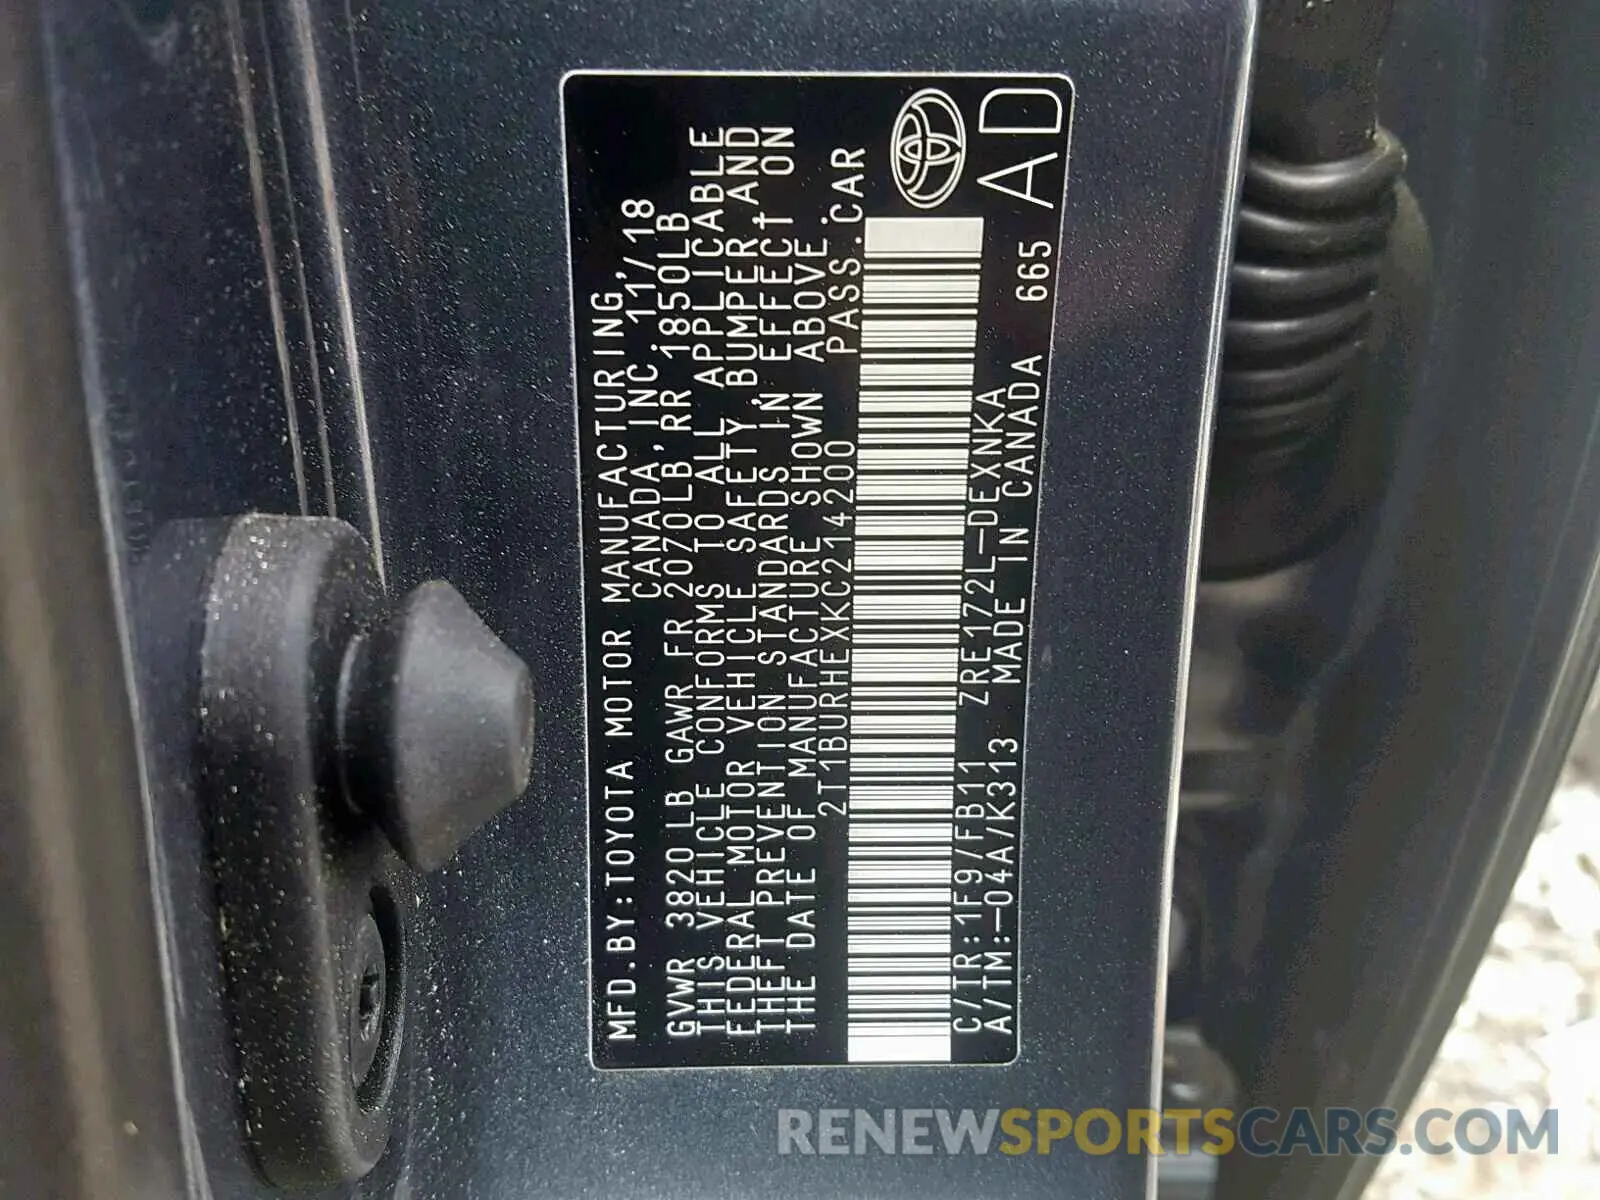 MFD.BY:TOYOTA MOTOR MANUFACTURING,
CANADA, INC. 11/18
GVWR 3820 LB GAWR FR 2070LB, RR 1850LB
THIS VEHICLE CONFORMS TO ALL APPLICABLE
FEDERAL MOTOR VEHICLE SAFETY, BUMPER, AND
THEFT PREVENTION STANDARDS IN EFFECT ON
THE DATE OF MANUFACTURE SHOWN ABOVE.
2T1BURHEXKC214200 PASS.CAR
C/TR:1F9/FB11 ZRE172L-DEXNKA
A/TM:-04A/K313 MADE IN CANADA 665 AD
RENEWSPORTSCARS.COM